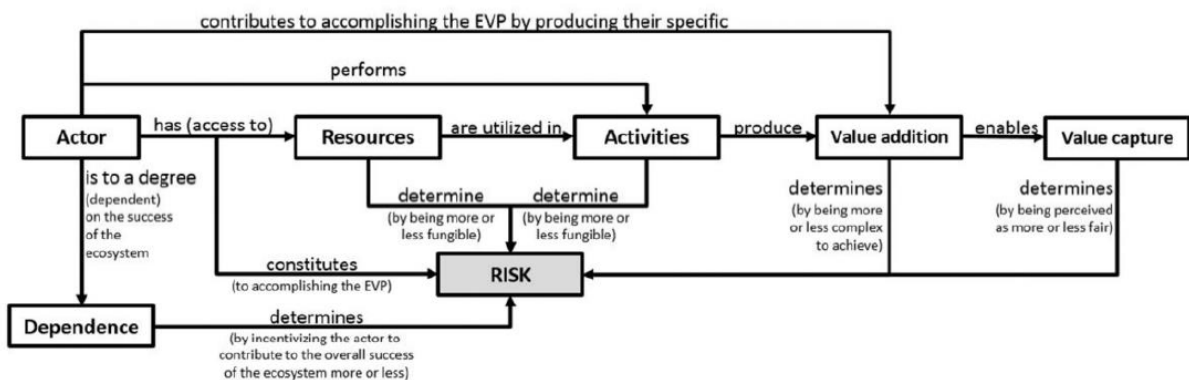 contributes to accomplishing the EVP by producing their specific
performs
Actor
has (access to)
Resources
are utilized in
Activities
produce
Value addition
enables
Value capture
is to a degree
(dependent)
on the success
of the
ecosystem
determine
(by being more or
less fungible)
determine
(by being more or
less fungible)
determines
(by being more
or less complex
to achieve)
determines
(by being perceived
as more or less fair)
constitutes
(to accomplishing the EVP)
RISK
Dependence
determines
(by incentivizing the actor to
contribute to the overall success
of the ecosystem more or less)